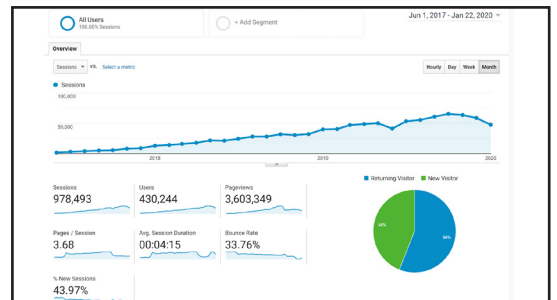 All Users
100.00% Sessions
+ Add Segment
Jun 1, 2017 - Jan 22, 2020
Overview
Sessions VS. Select a metric
Hourly Day Week Month
Sessions
100,000
50,000
2018 2019 2020
Returning Visitor New Visitor
Sessions
978,493
Users
430,244
Pageviews
3,603,349
44%
56%
Pages / Session
3.68
Avg. Session Duration
00:04:15
Bounce Rate
33.76%
% New Sessions
43.97%